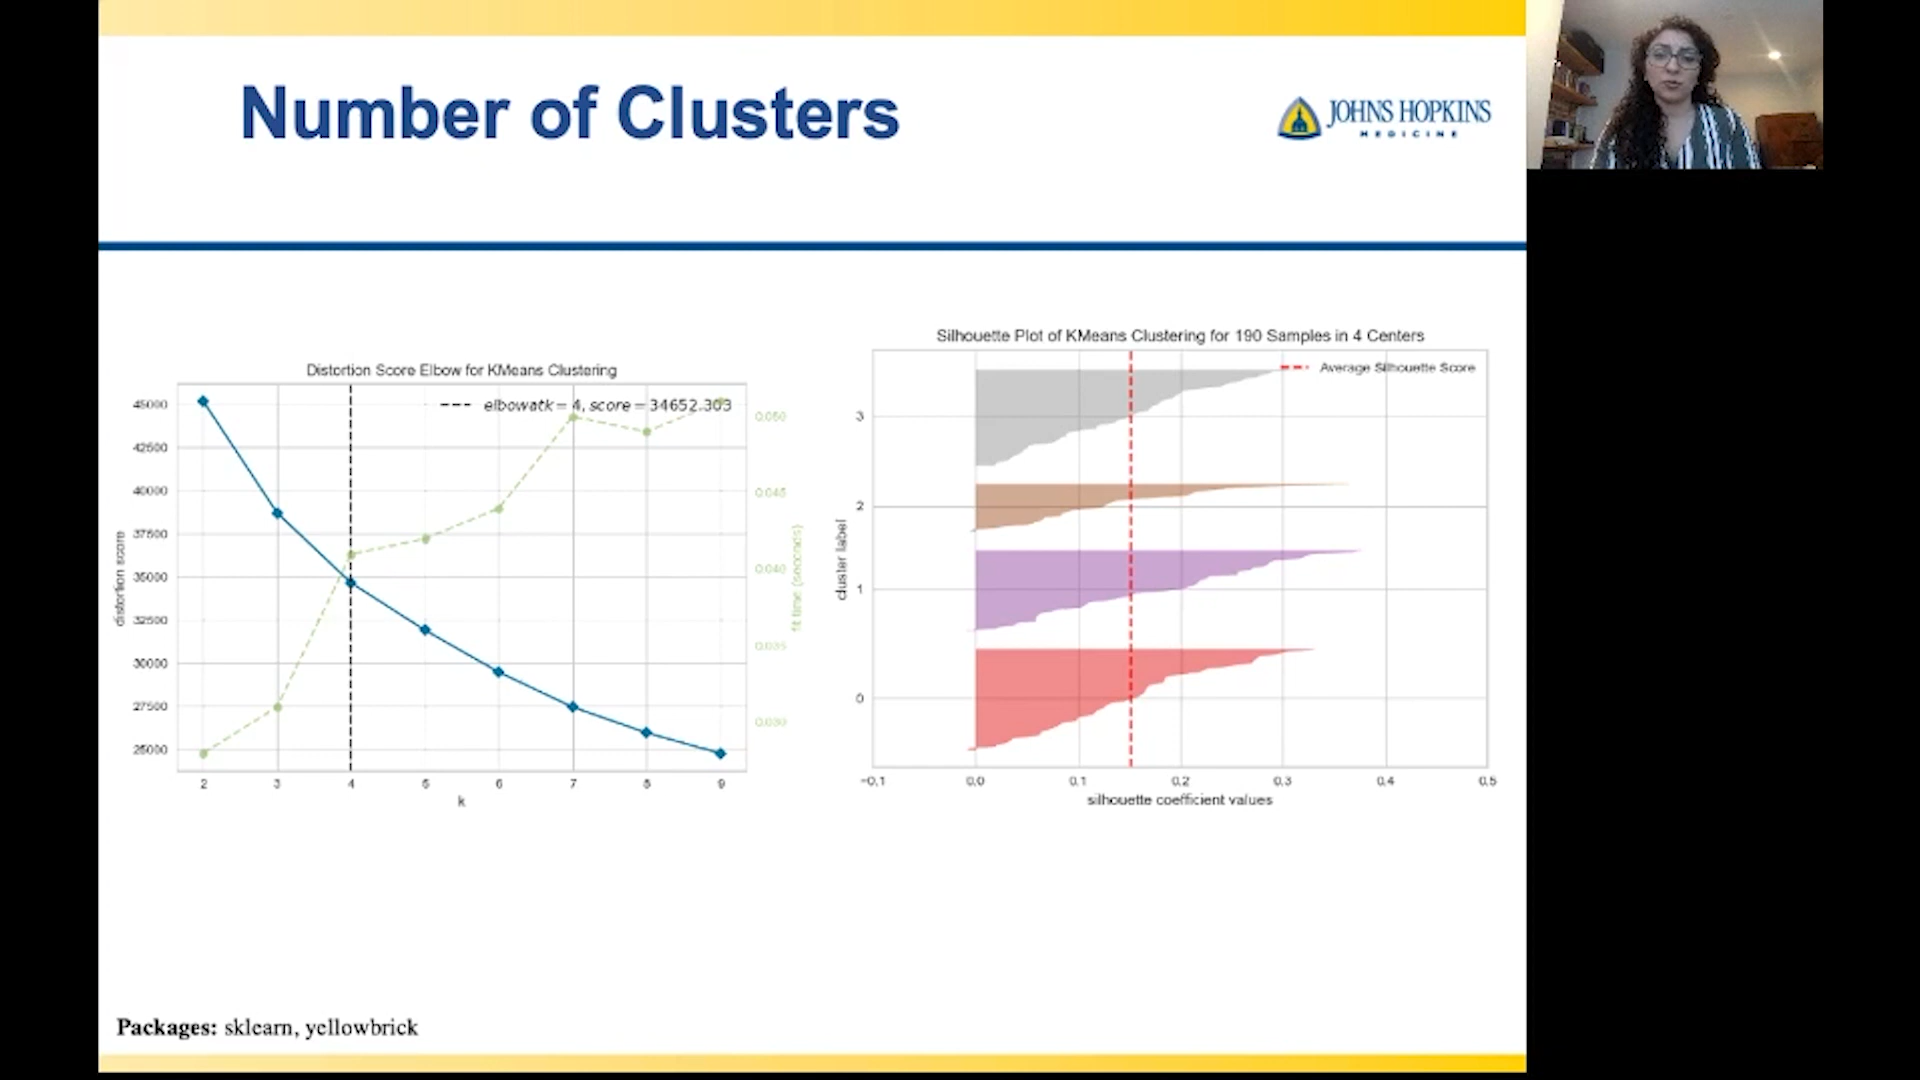 Number of Clusters
JOHNS HOPKINS
MEDICINE
Distortion Score Elbow for KMeans Clustering
elbow at k = 4, score = 34652.303
distortion score
45000
42500
40000
37500
35000
32500
30000
27500
25000
0.050
0.045
0.040
0.035
0.030
fit time (seconds)
2 3 4 5 6 7 8 9
k
Silhouette Plot of KMeans Clustering for 190 Samples in 4 Centers
Average Silhouette Score
cluster label
3
2
1
0
−0.1 0.0 0.1 0.2 0.3 0.4 0.5
silhouette coefficient values
Packages: sklearn, yellowbrick